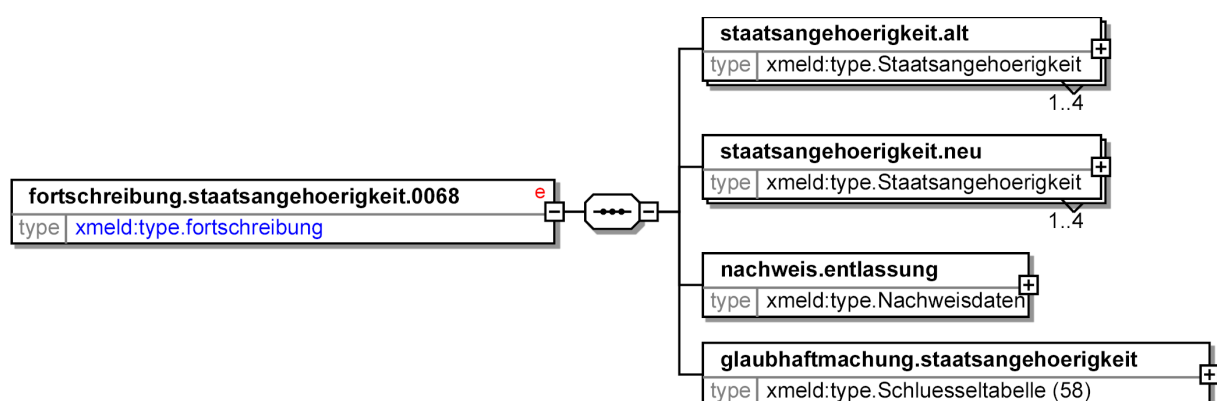 staatsangehoerigkeit.alt
type xmeld:type.Staatsangehoerigkeit
1..4
staatsangehoerigkeit.neu
type xmeld:type.Staatsangehoerigkeit
1..4
fortschreibung.staatsangehoerigkeit.0068 e
type xmeld:type.fortschreibung
nachweis.entlassung
type xmeld:type.Nachweisdaten
glaubhaftmachung.staatsangehoerigkeit
type xmeld:type.Schluesseltabelle (58)